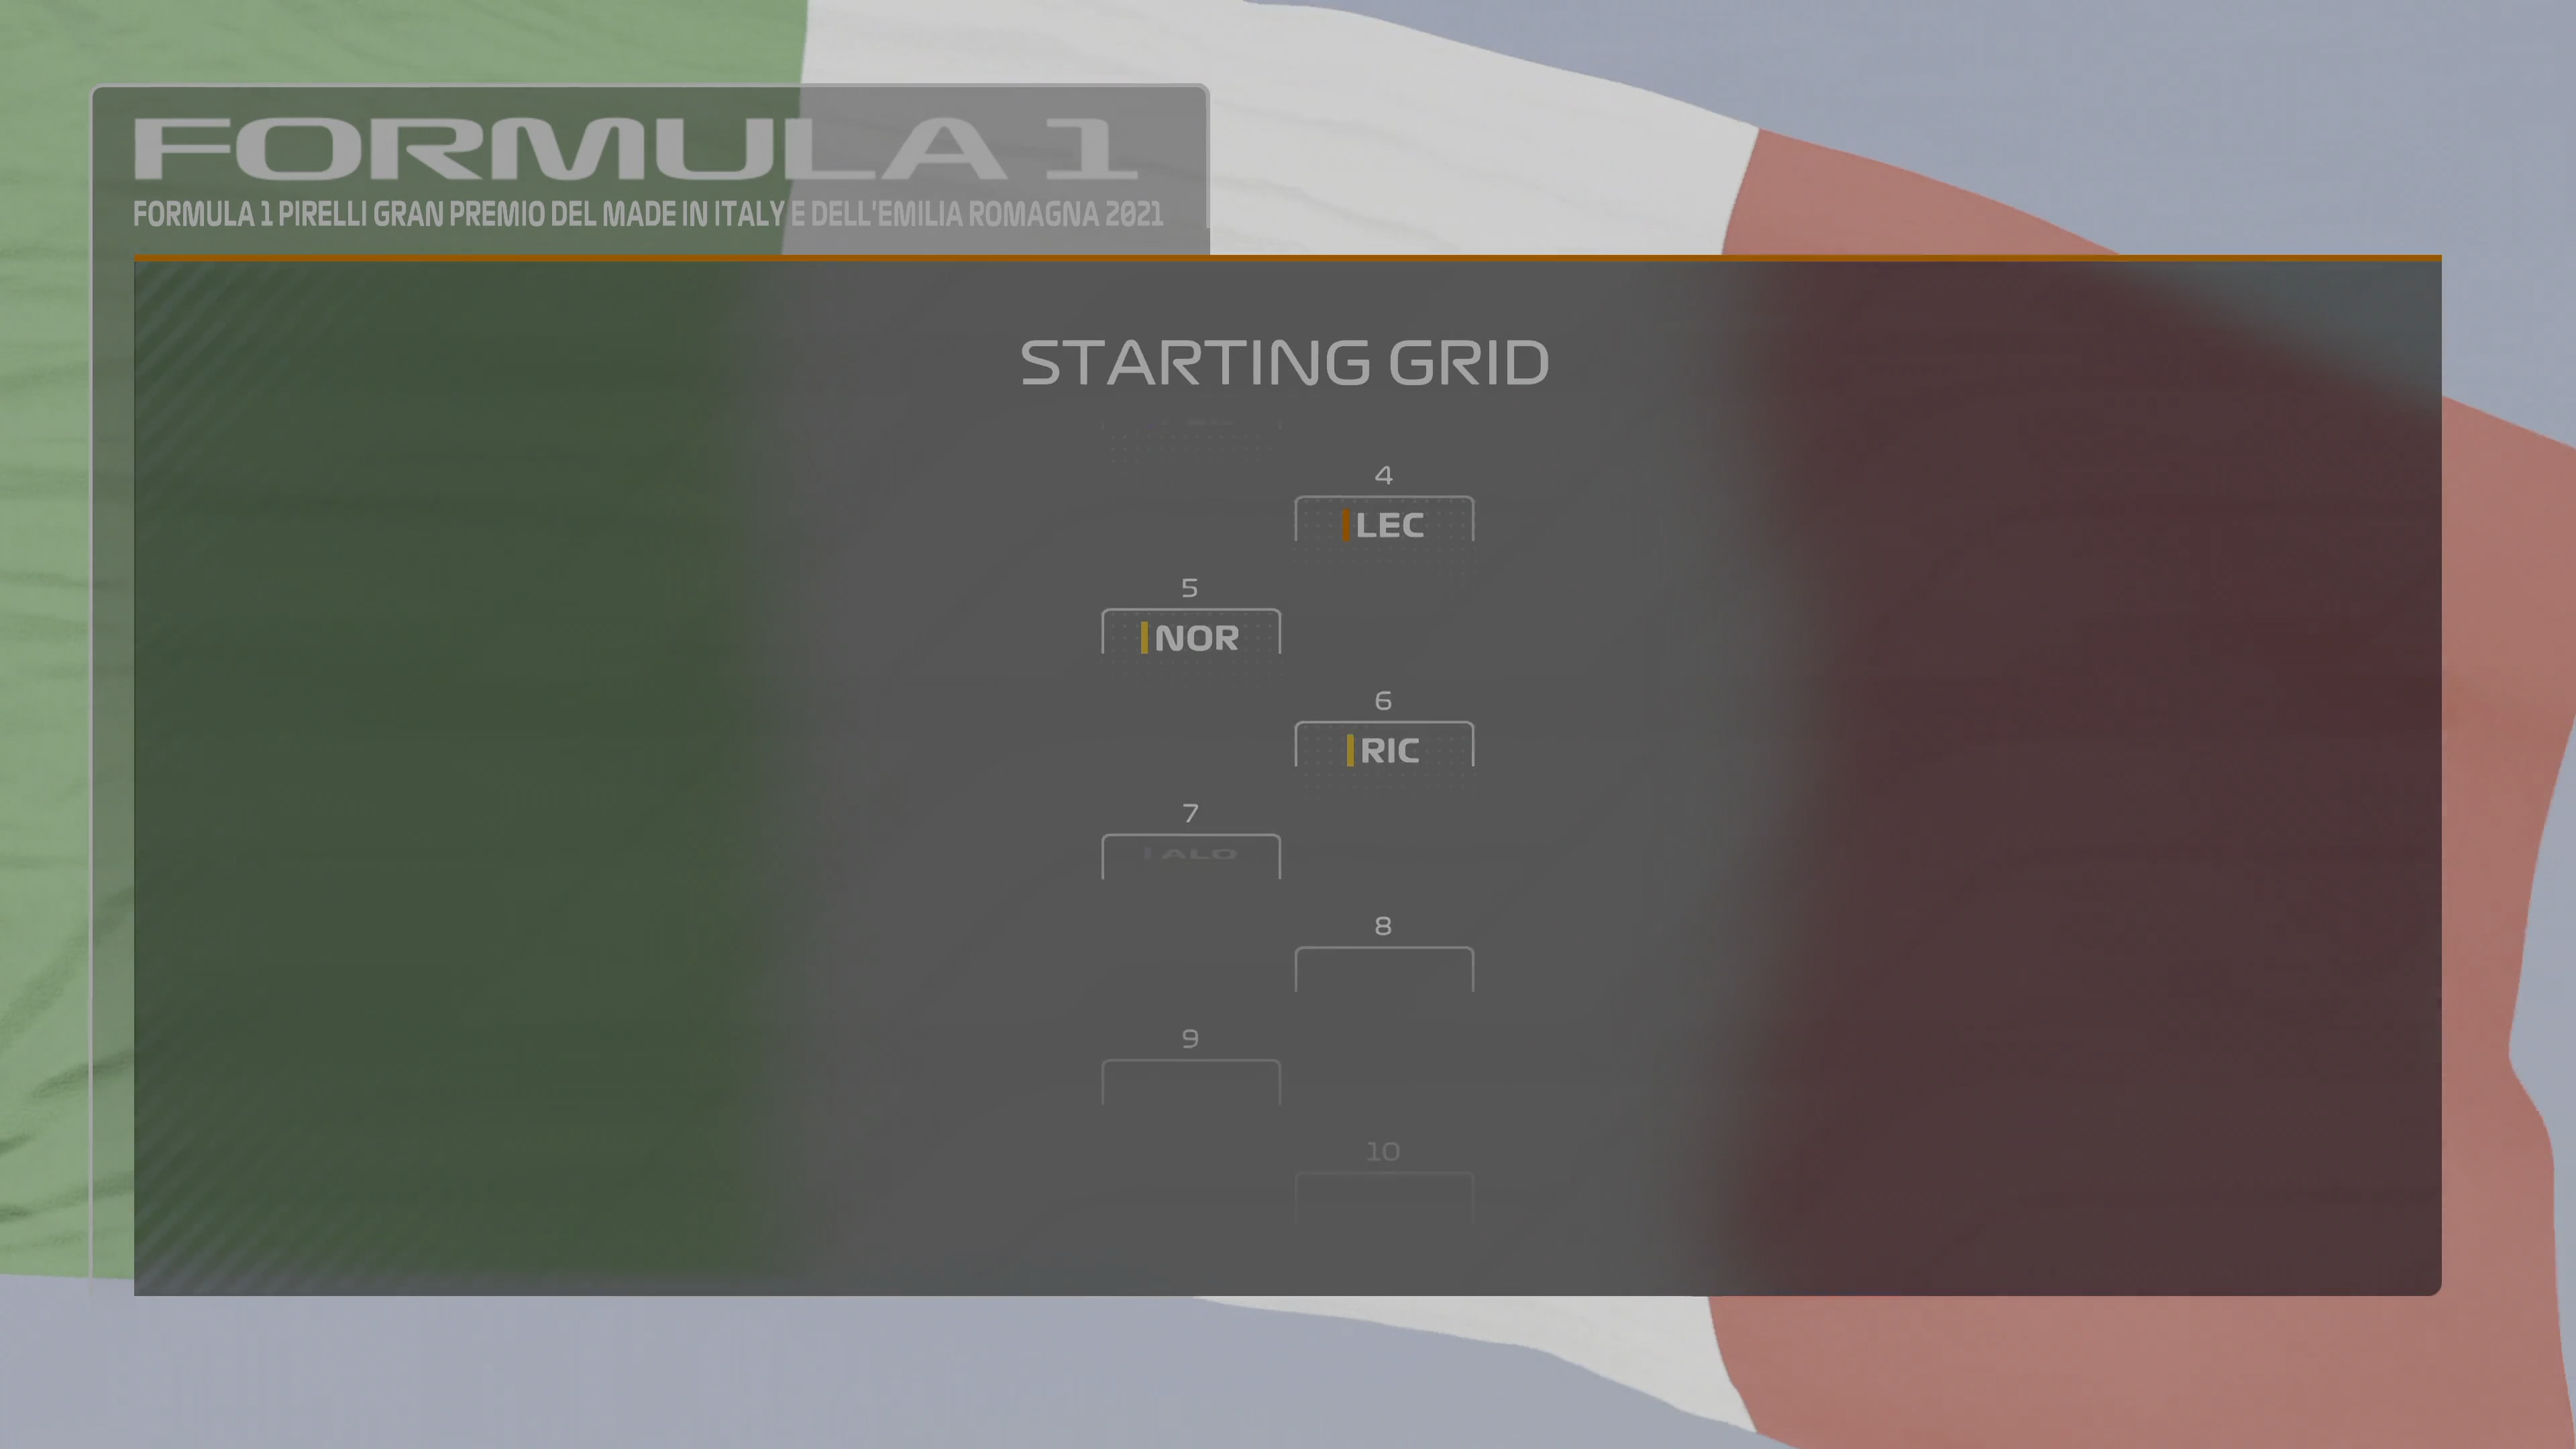 FORMULA 1
FORMULA 1 PIRELLI GRAN PREMIO DEL MADE IN ITALY E DELL'EMILIA ROMAGNA 2021
STARTING GRID
4
LEC
5
NOR
6
RIC
7
ALO
8
9
10